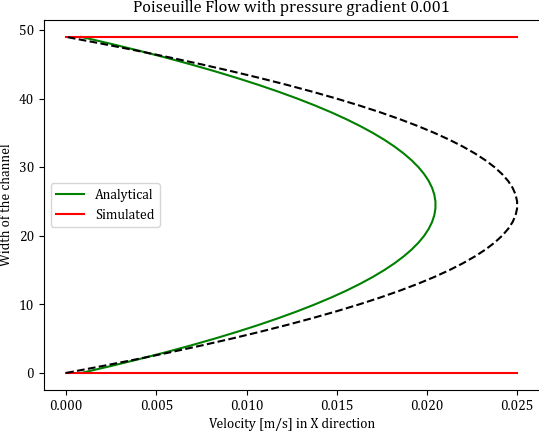 Poiseuille Flow with pressure gradient 0.001
50
40
30
20
10
0
Width of the channel
Analytical
Simulated
0.000 0.005 0.010 0.015 0.020 0.025
Velocity [m/s] in X direction